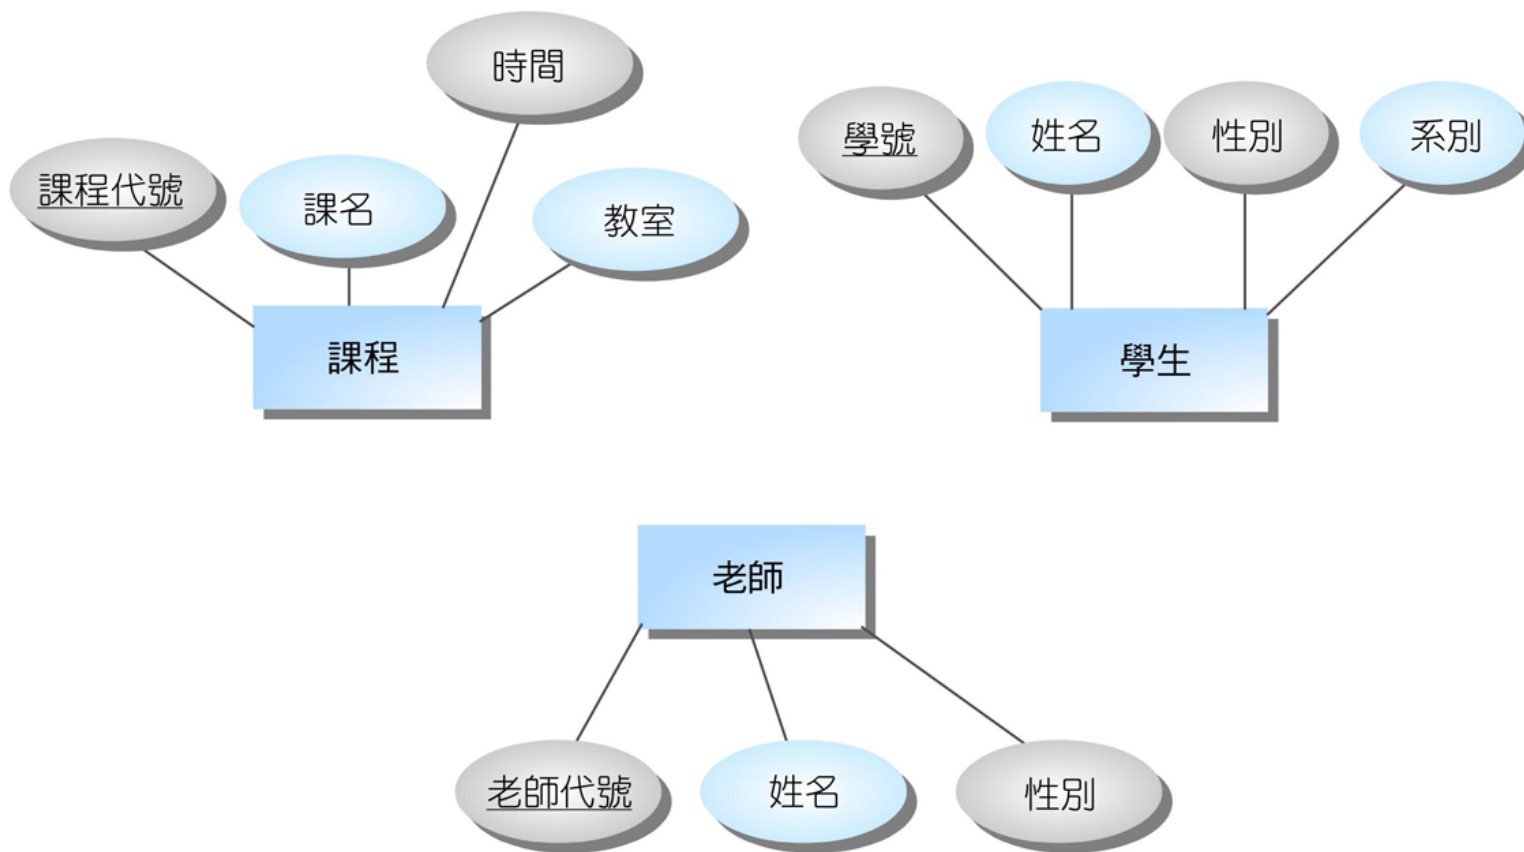 時間
課程代號
課名
教室
課程
學號
姓名
性別
系別
學生
老師
老師代號
姓名
性別